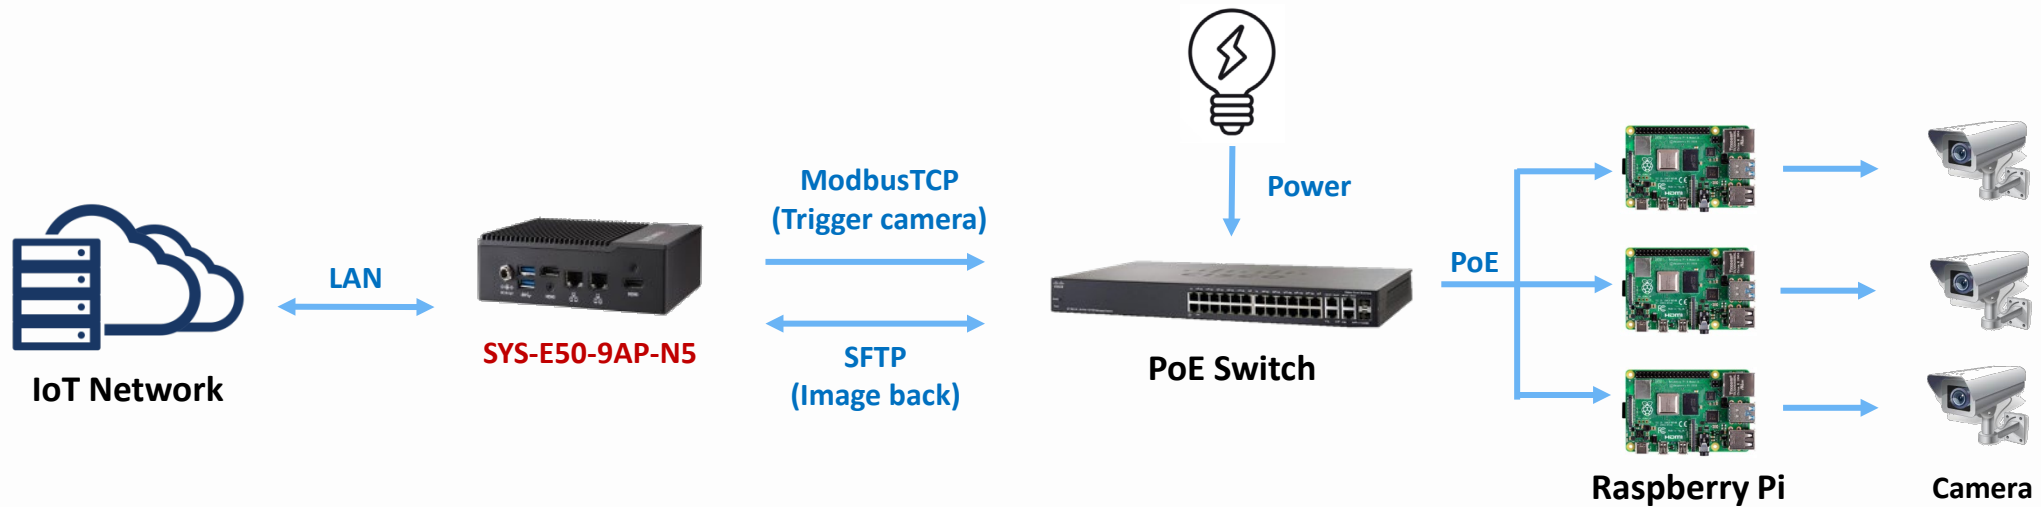 IoT Network
LAN
SYS-E50-9AP-N5
ModbusTCP
(Trigger camera)
SFTP
(Image back)
Power
PoE Switch
PoE
Raspberry Pi
Camera